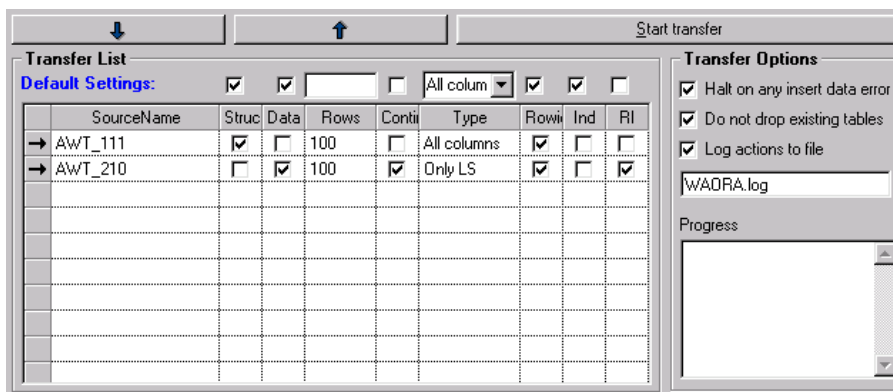 Start transfer
Transfer List
Default Settings:
All colum
SourceName Struc Data Rows Conti Type Rowi Ind RI
AWT_111 100 All columns
AWT_210 100 Only LS
Transfer Options
Halt on any insert data error
Do not drop existing tables
Log actions to file
WAORA.log
Progress